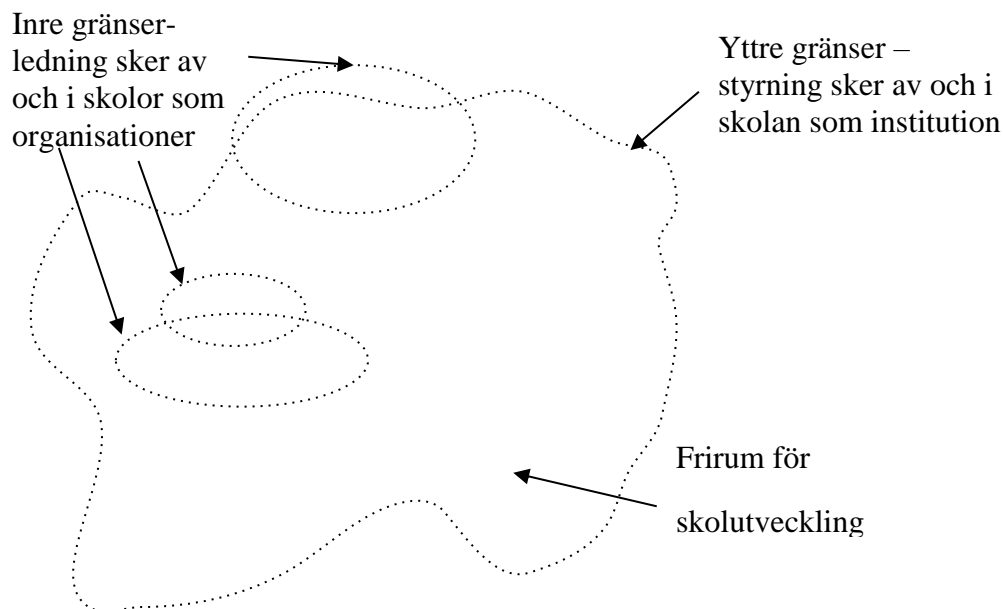 Inre gränser-
ledning sker av
och i skolor som
organisationer
Yttre gränser –
styrning sker av och i
skolan som institution
Frirum för
skolutveckling